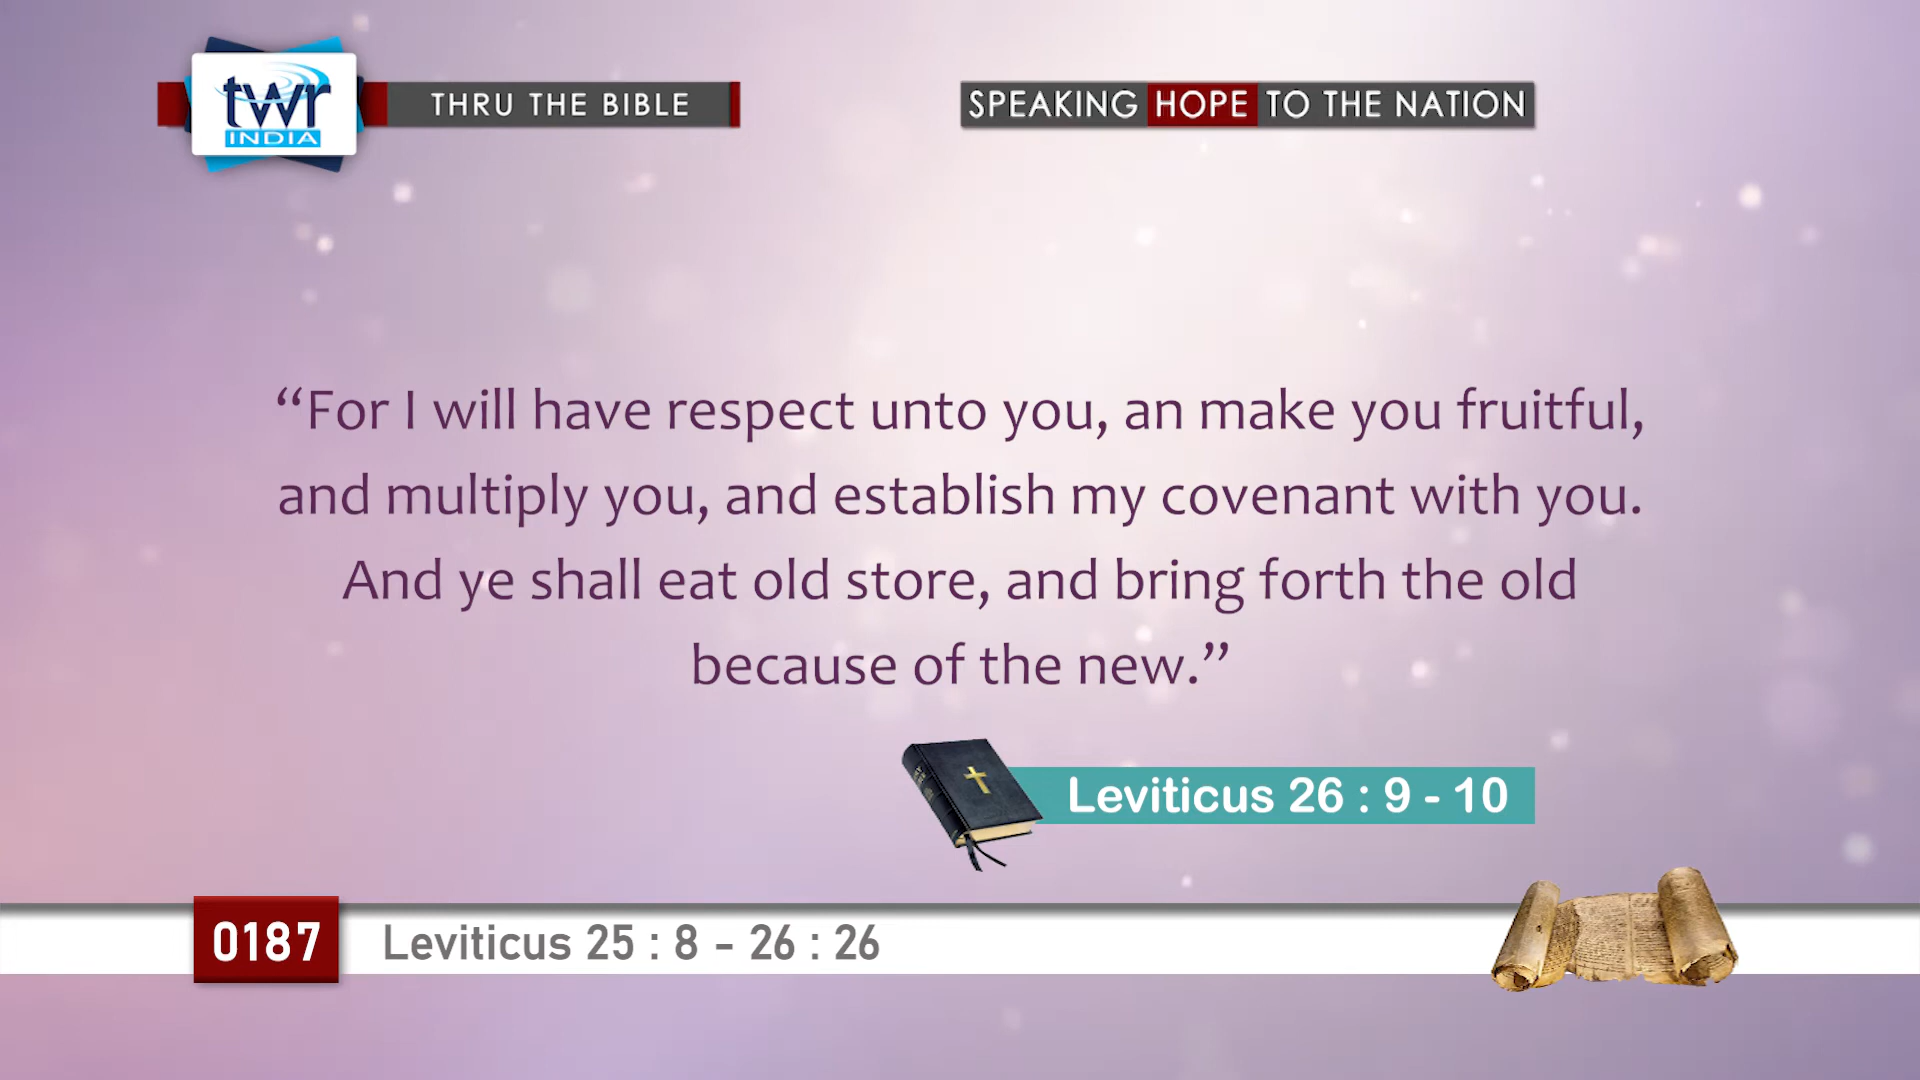 twr
INDIA
THRU THE BIBLE
SPEAKING HOPE TO THE NATION
“For I will have respect unto you, an make you fruitful,
and multiply you, and establish my covenant with you.
And ye shall eat old store, and bring forth the old
because of the new.”
Leviticus 26 : 9 - 10
0187
Leviticus 25 : 8 - 26 : 26